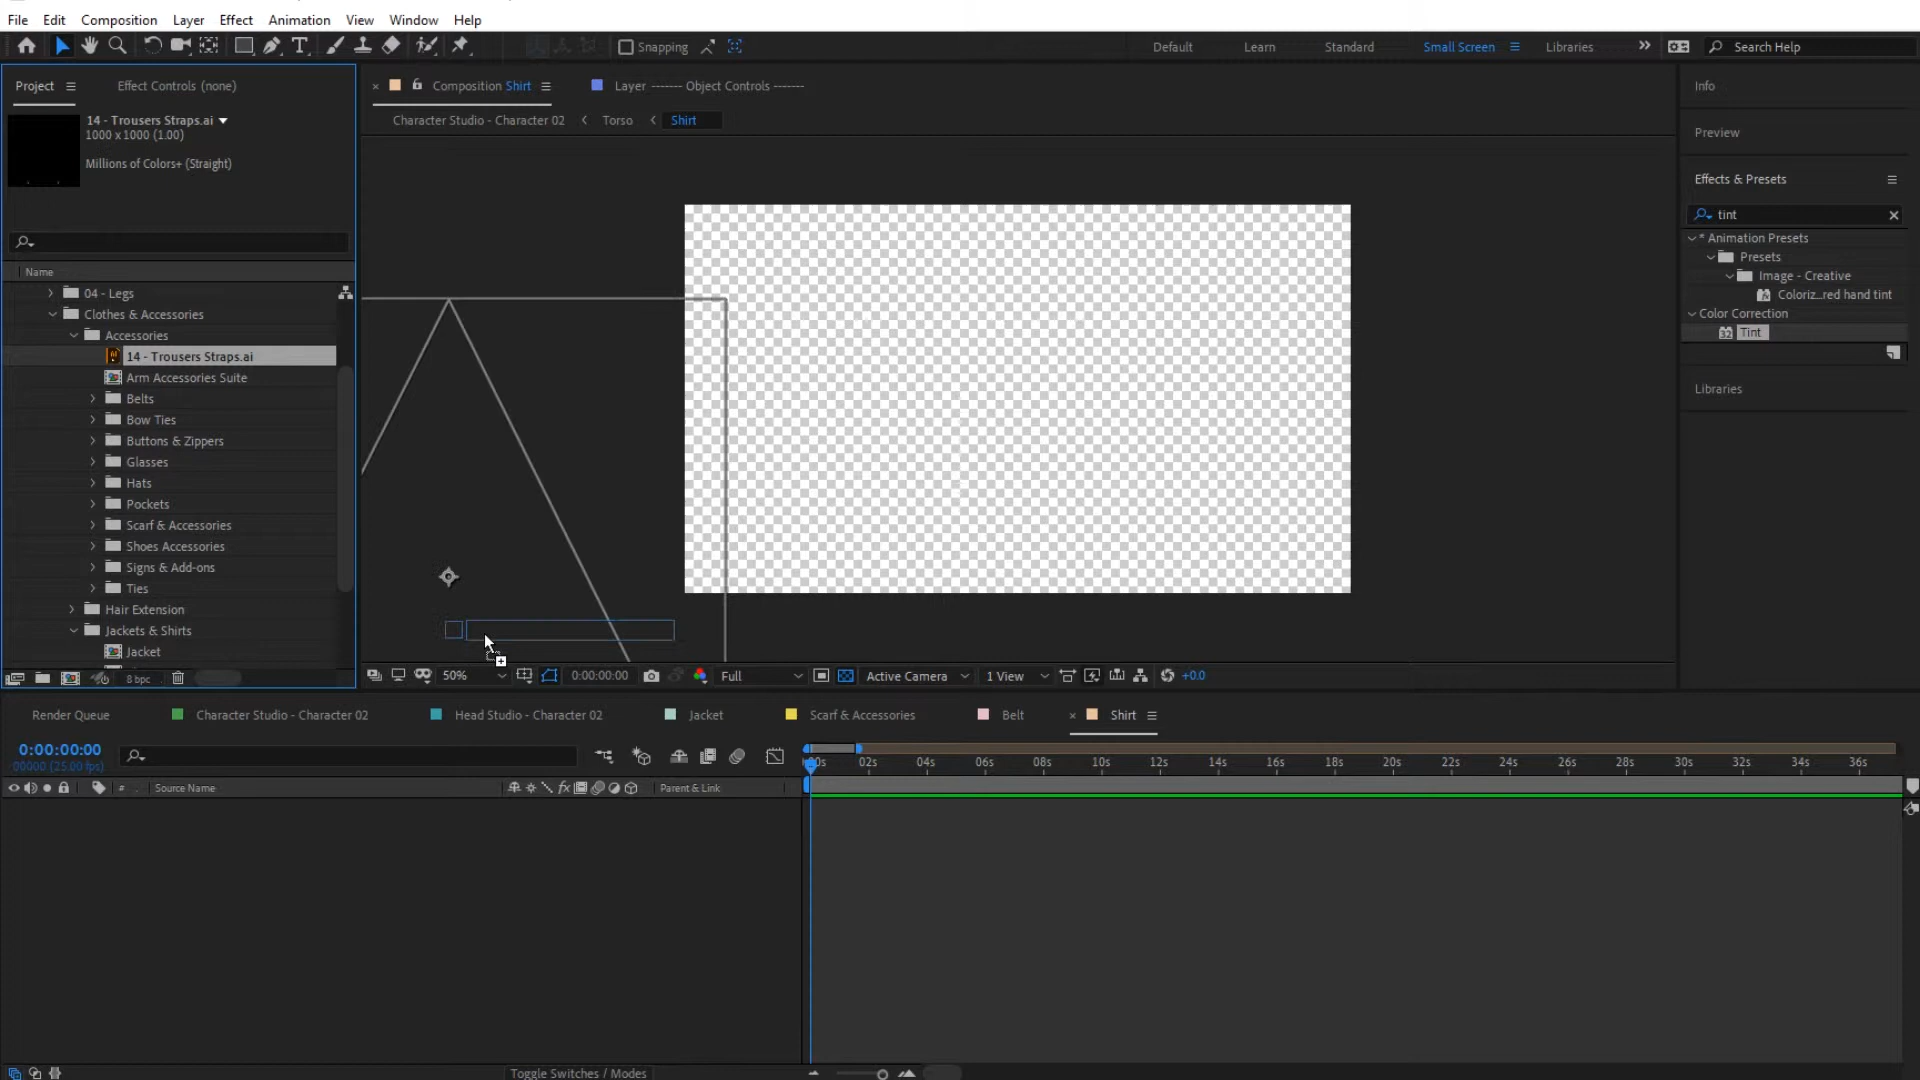 File Edit Composition Layer Effect Animation View Window Help
Snapping Default Learn Standard Small Screen Libraries Search Help
Project Effect Controls (none)
14 - Trousers Straps.ai
1000 x 1000 (1.00)
Millions of Colors+ (Straight)
Name
04 - Legs
Clothes & Accessories
Accessories
14 - Trousers Straps.ai
Arm Accessories Suite
Belts
Bow Ties
Buttons & Zippers
Glasses
Hats
Pockets
Scarf & Accessories
Shoes Accessories
Signs & Add-ons
Ties
Hair Extension
Jackets & Shirts
Jacket
8 bpc
Composition Shirt Layer ------- Object Controls -------
Character Studio - Character 02 Torso Shirt
50% 0:00:00:00 Full Active Camera 1 View +0.0
Info
Preview
Effects & Presets
tint
* Animation Presets
Presets
Image - Creative
Coloriz...red hand tint
Color Correction
32 Tint
Libraries
Render Queue Character Studio - Character 02 Head Studio - Character 02 Jacket Scarf & Accessories Belt Shirt
0:00:00:00
00000 (25.00 fps)
02s 04s 06s 08s 10s 12s 14s 16s 18s 20s 22s 24s 26s 28s 30s 32s 34s 36s
# Source Name fx Parent & Link
Toggle Switches / Modes